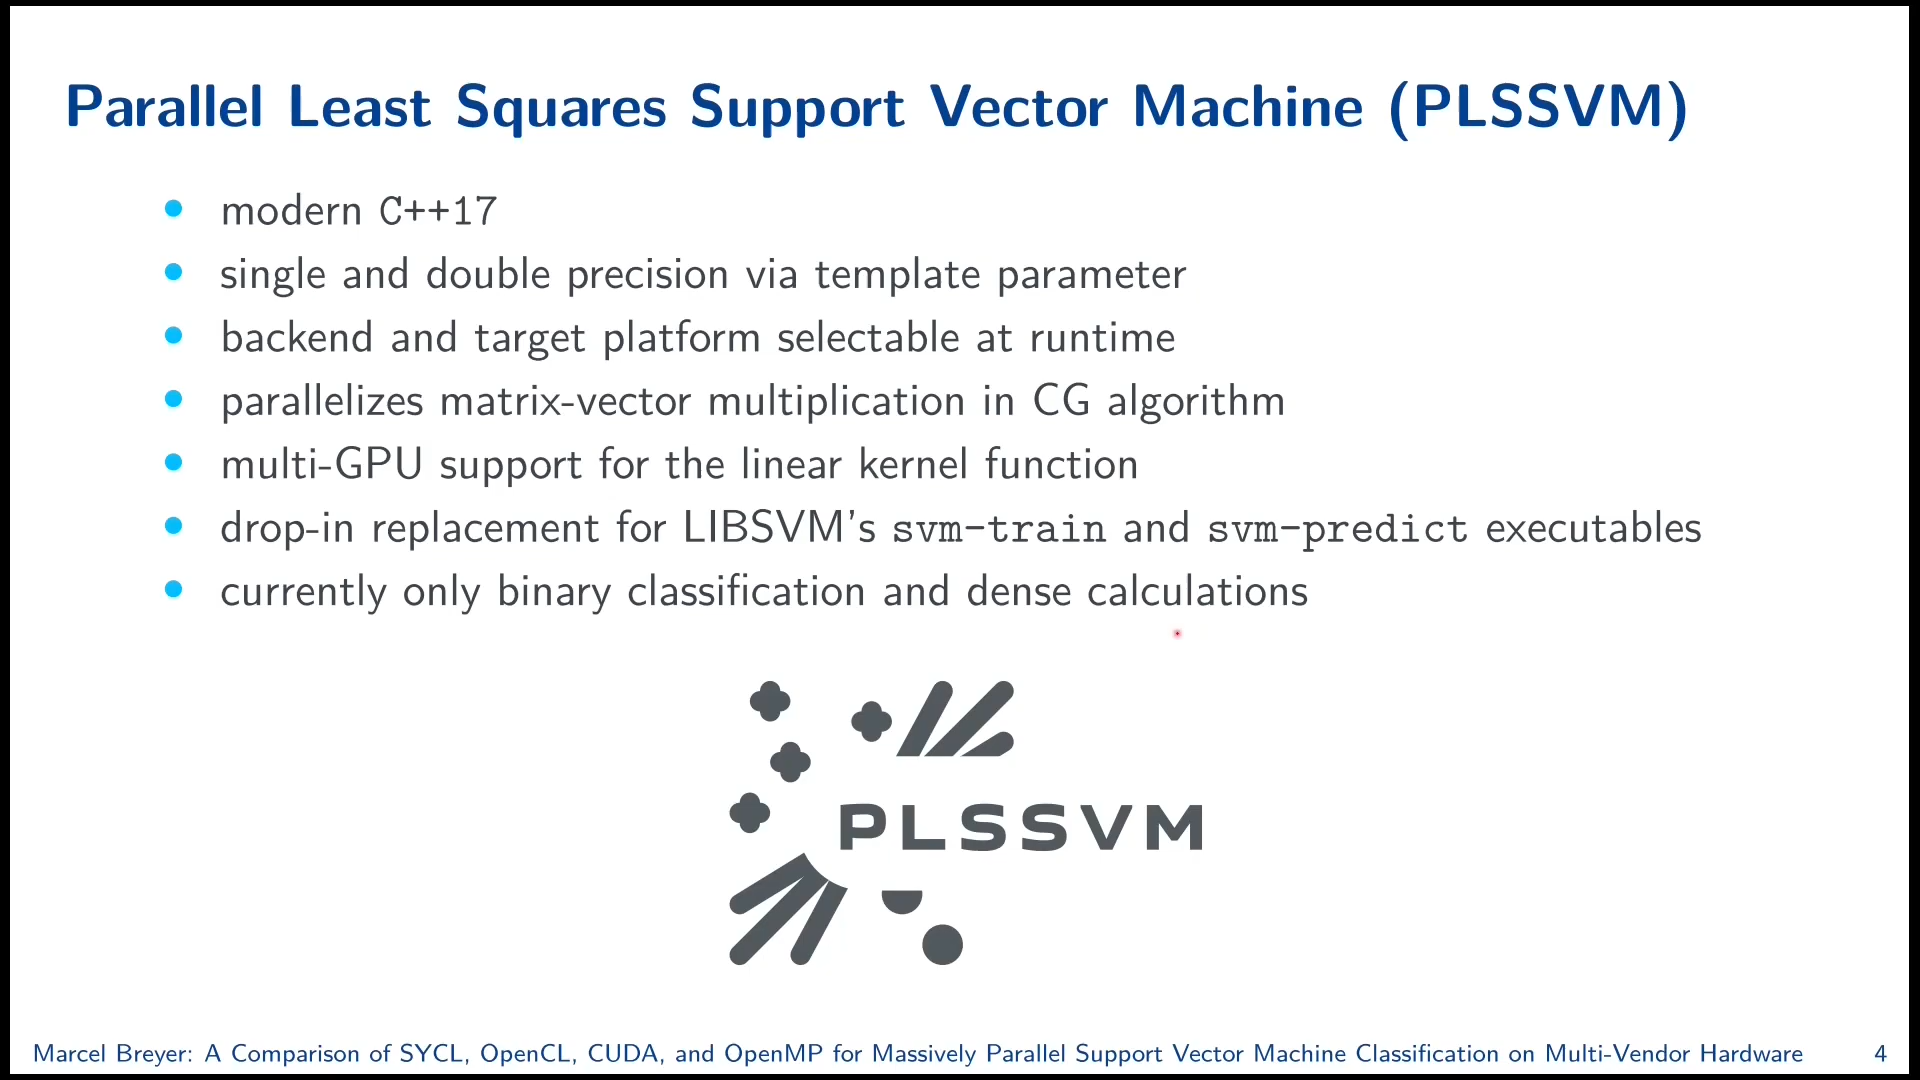 Parallel Least Squares Support Vector Machine (PLSSVM)
modern C++17
single and double precision via template parameter
backend and target platform selectable at runtime
parallelizes matrix-vector multiplication in CG algorithm
multi-GPU support for the linear kernel function
drop-in replacement for LIBSVM's svm-train and svm-predict executables
currently only binary classification and dense calculations
PLSSVM
Marcel Breyer: A Comparison of SYCL, OpenCL, CUDA, and OpenMP for Massively Parallel Support Vector Machine Classification on Multi-Vendor Hardware 4